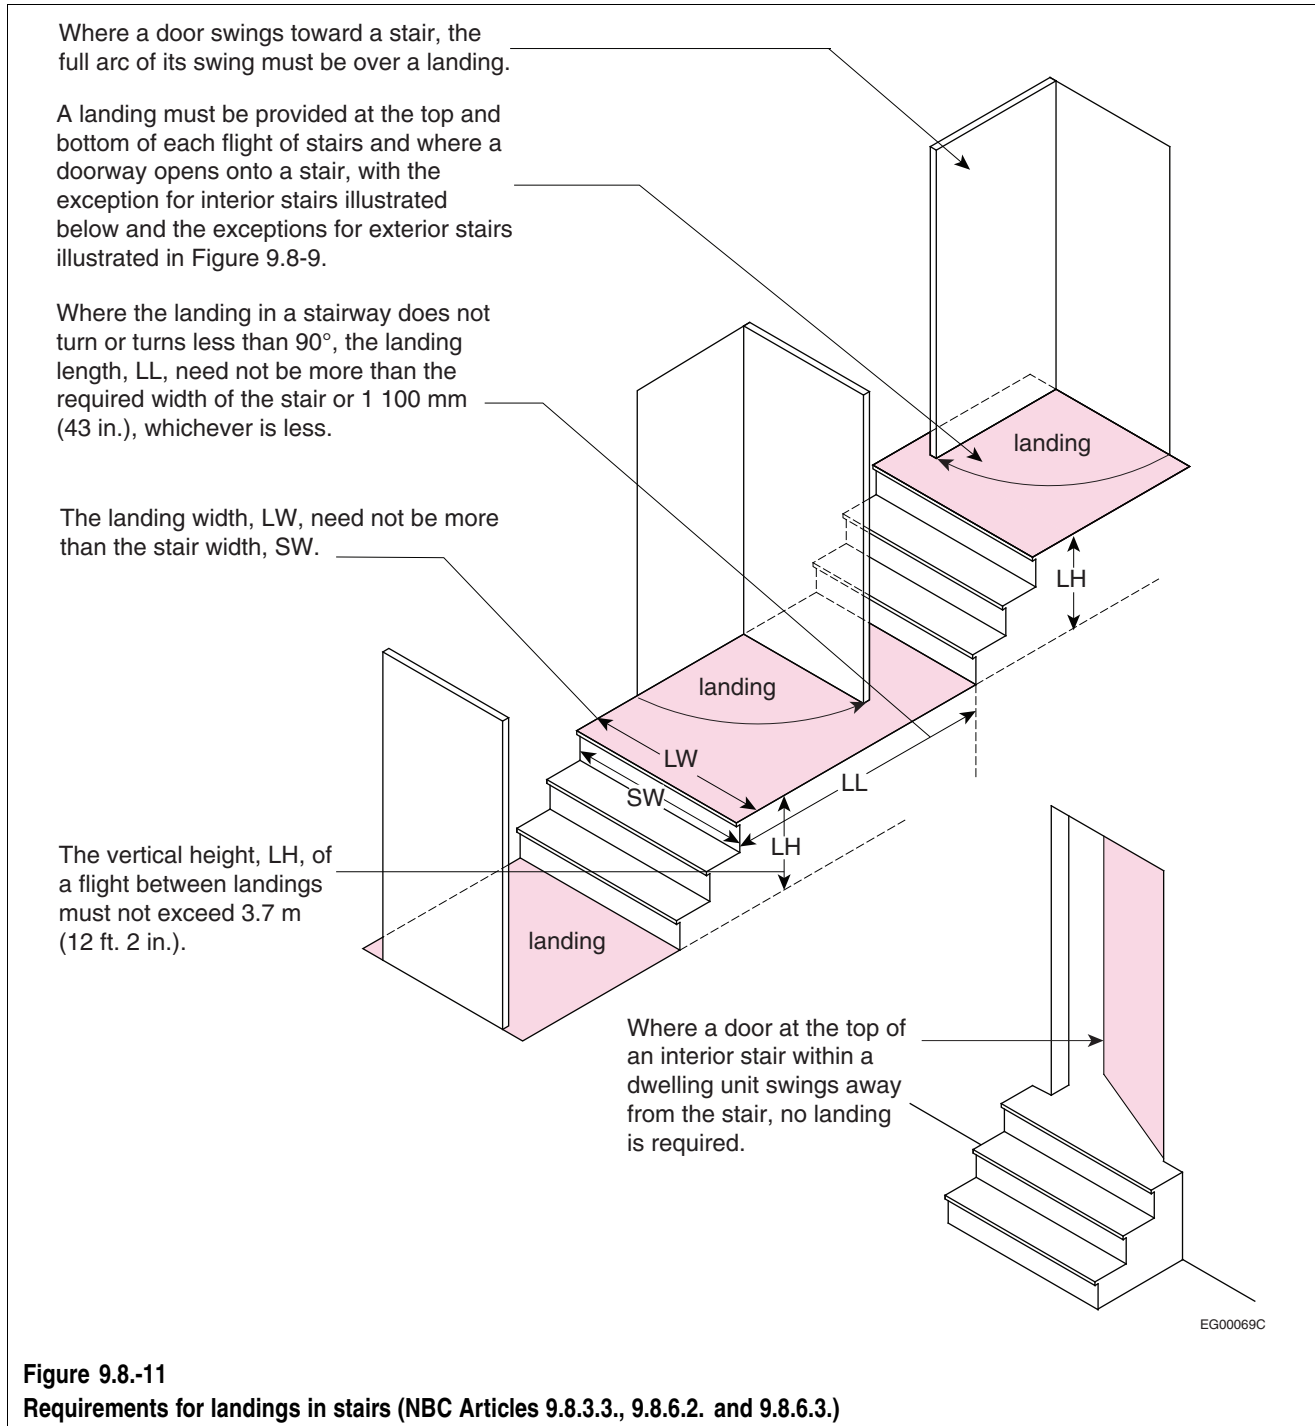 Where a door swings toward a stair, the
full arc of its swing must be over a landing.
A landing must be provided at the top and
bottom of each flight of stairs and where a
doorway opens onto a stair, with the
exception for interior stairs illustrated
below and the exceptions for exterior stairs
illustrated in Figure 9.8-9.
Where the landing in a stairway does not
turn or turns less than 90°, the landing
length, LL, need not be more than the
required width of the stair or 1 100 mm
(43 in.), whichever is less.
landing
The landing width, LW, need not be more
than the stair width, SW.
LH
landing
LW
SW
LL
LH
The vertical height, LH, of
a flight between landings
must not exceed 3.7 m
(12 ft. 2 in.).
landing
Where a door at the top of
an interior stair within a
dwelling unit swings away
from the stair, no landing
is required.
EG00069C
Figure 9.8.-11
Requirements for landings in stairs (NBC Articles 9.8.3.3., 9.8.6.2. and 9.8.6.3.)